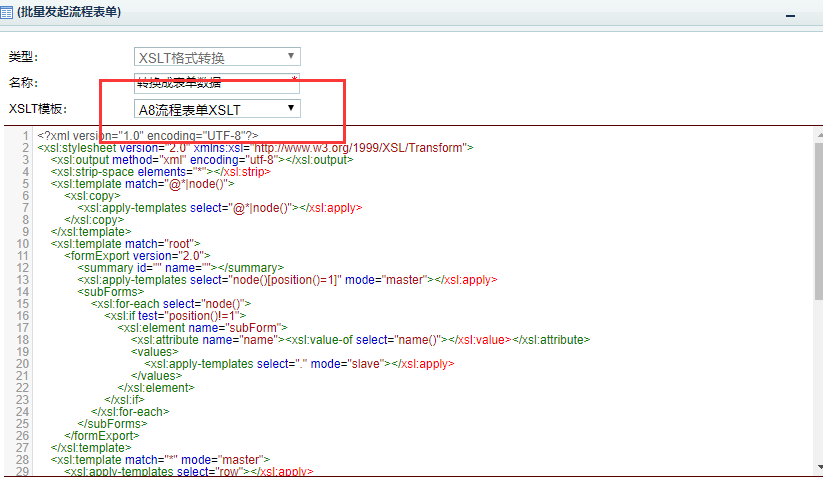 (批量发起流程表单)
类型: XSLT格式转换
名称: 转换成表单数据 *
XSLT模板: A8流程表单XSLT
1 <?xml version="1.0" encoding="UTF-8"?>
2 <xsl:stylesheet version="2.0" xmlns:xsl="http://www.w3.org/1999/XSL/Transform">
3 <xsl:output method="xml" encoding="utf-8"></xsl:output>
4 <xsl:strip-space elements="*"></xsl:strip>
5 <xsl:template match="@*|node()">
6 <xsl:copy>
7 <xsl:apply-templates select="@*|node()"></xsl:apply>
8 </xsl:copy>
9 </xsl:template>
10 <xsl:template match="root">
11 <formExport version="2.0">
12 <summary id="" name=""></summary>
13 <xsl:apply-templates select="node()[position()=1]" mode="master"></xsl:apply>
14 <subForms>
15 <xsl:for-each select="node()">
16 <xsl:if test="position()!=1">
17 <xsl:element name="subForm">
18 <xsl:attribute name="name"><xsl:value-of select="name()"></xsl:value></xsl:attribute>
19 <values>
20 <xsl:apply-templates select="." mode="slave"></xsl:apply>
21 </values>
22 </xsl:element>
23 </xsl:if>
24 </xsl:for-each>
25 </subForms>
26 </formExport>
27 </xsl:template>
28 <xsl:template match="*" mode="master">
29 <xsl:apply-templates select="row"></xsl:apply>